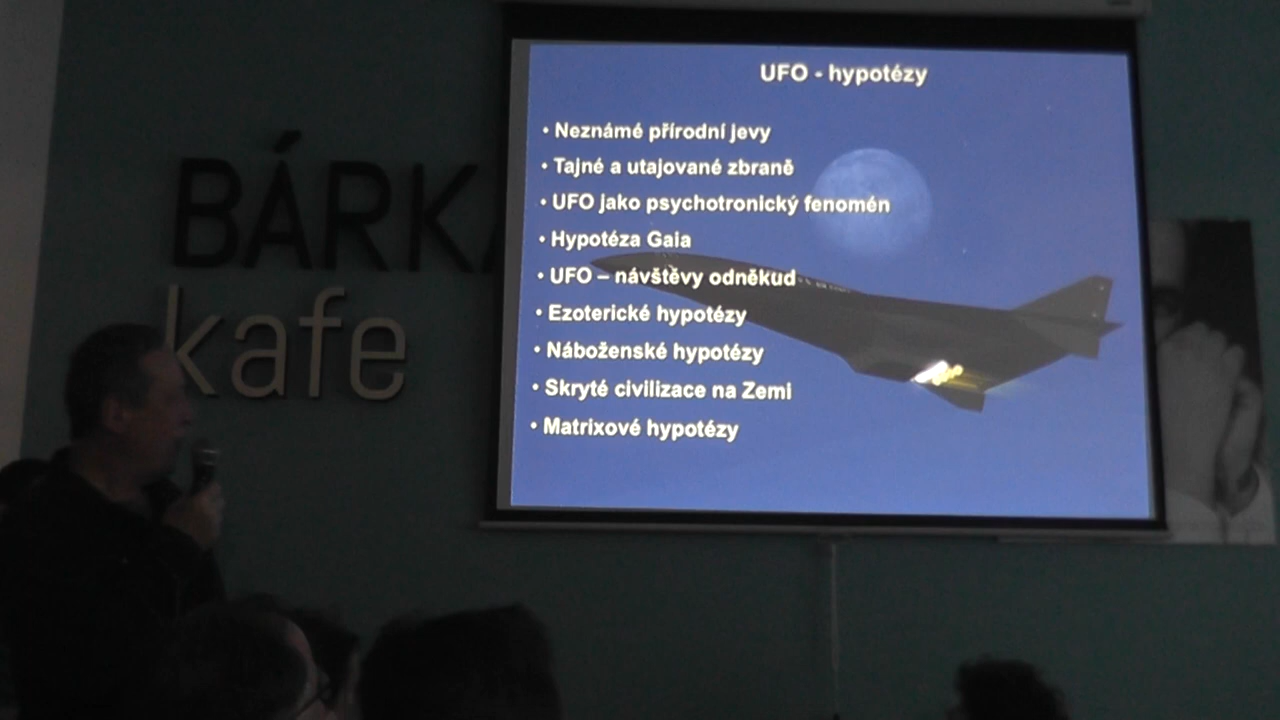 UFO - hypotézy
• Neznámé přírodní jevy
• Tajné a utajované zbraně
• UFO jako psychotronický fenomén
• Hypotéza Gaia
• UFO – návštěvy odněkud
• Ezoterické hypotézy
• Náboženské hypotézy
• Skryté civilizace na Zemi
• Matrixové hypotézy
BÁRKA
kafe